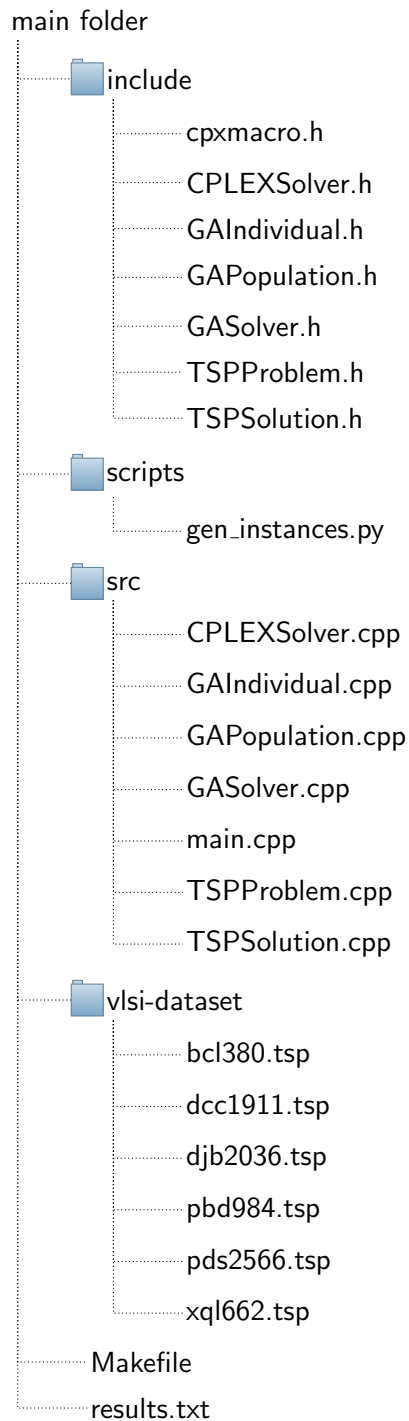 main folder
include
cpxmacro.h
CPLEXSolver.h
GAIndividual.h
GAPopulation.h
GASolver.h
TSPProblem.h
TSPSolution.h
scripts
gen_instances.py
src
CPLEXSolver.cpp
GAIndividual.cpp
GAPopulation.cpp
GASolver.cpp
main.cpp
TSPProblem.cpp
TSPSolution.cpp
vlsi-dataset
bcl380.tsp
dcc1911.tsp
djb2036.tsp
pbd984.tsp
pds2566.tsp
xql662.tsp
Makefile
results.txt